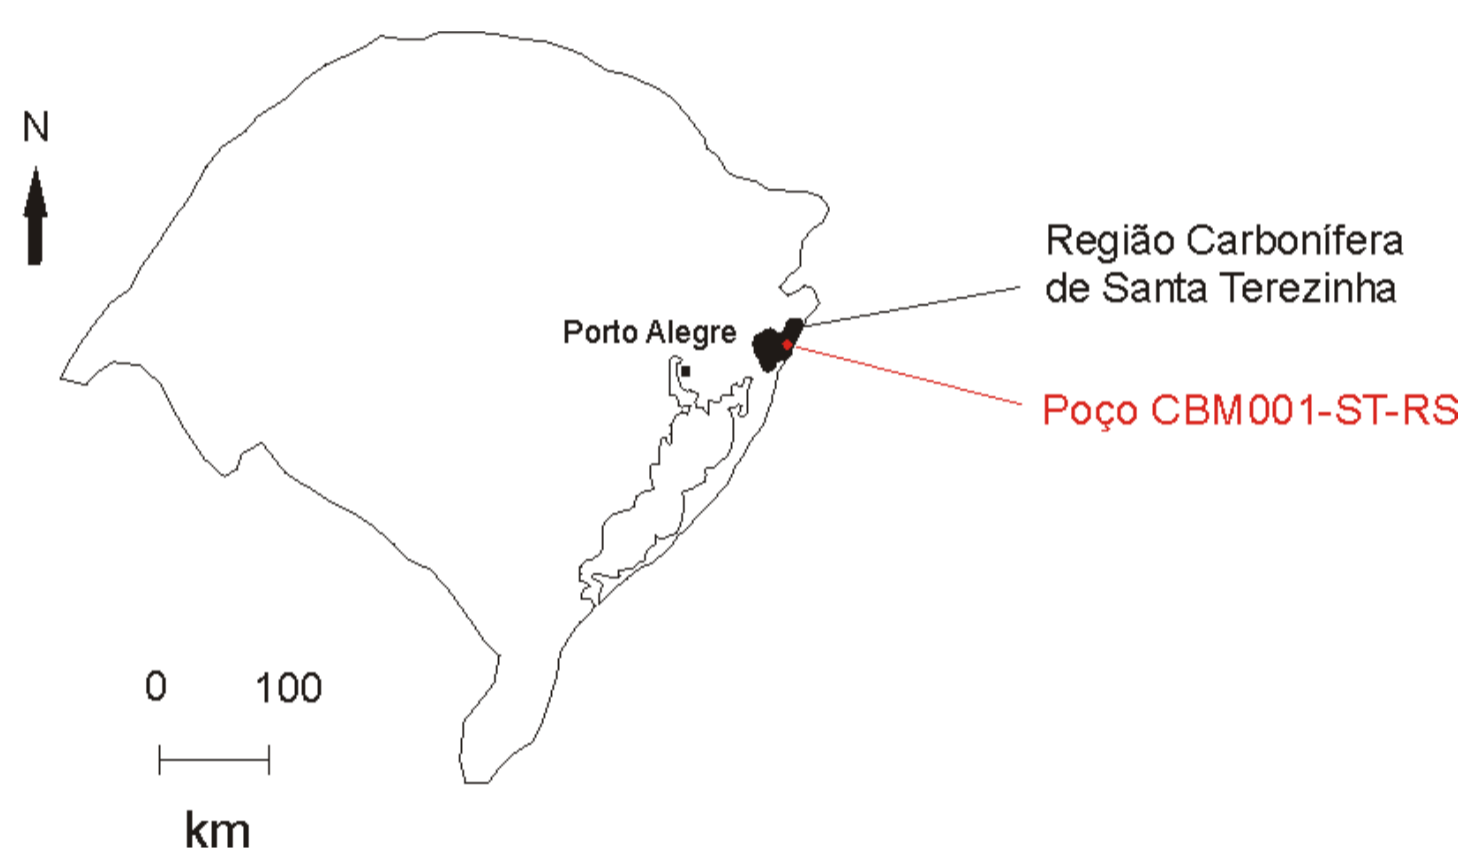 N
Região Carbonífera
de Santa Terezinha
Porto Alegre
Poço CBM001-ST-RS
0 100
km